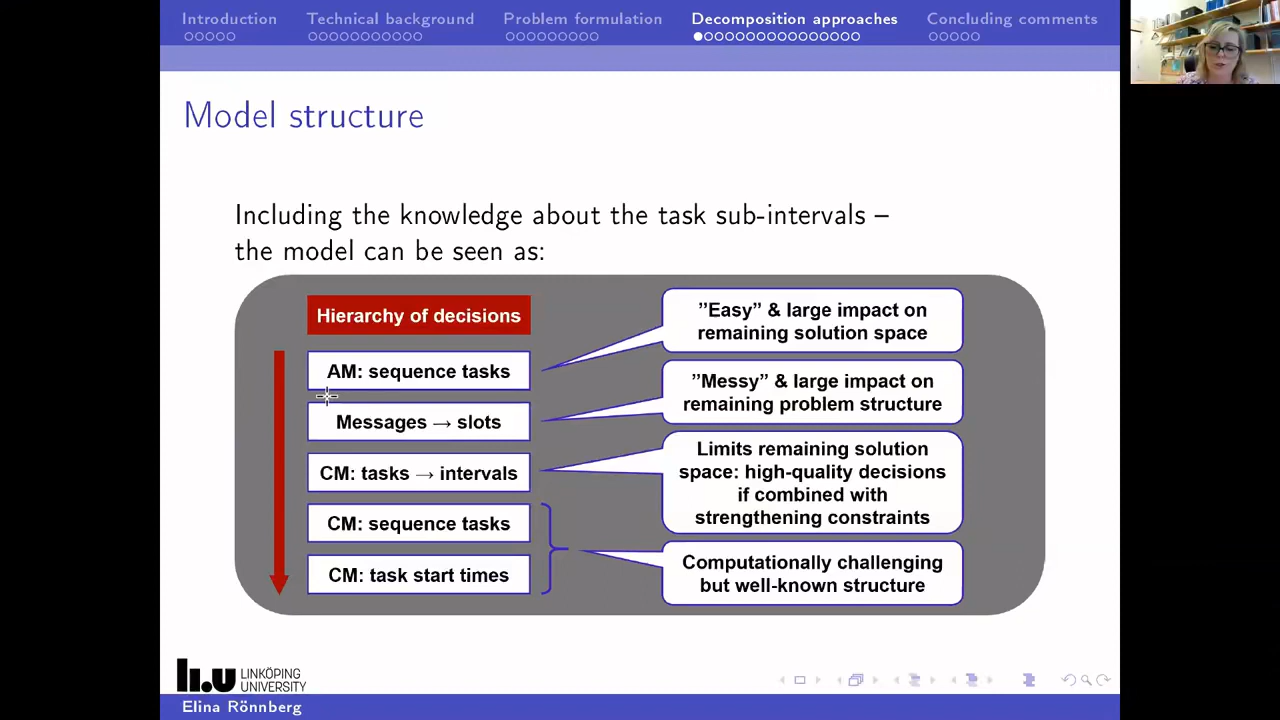 Introduction Technical background Problem formulation Decomposition approaches Concluding comments
Model structure
Including the knowledge about the task sub-intervals –
the model can be seen as:
Hierarchy of decisions
AM: sequence tasks
Messages → slots
CM: tasks → intervals
CM: sequence tasks
CM: task start times
”Easy” & large impact on
remaining solution space
”Messy” & large impact on
remaining problem structure
Limits remaining solution
space: high-quality decisions
if combined with
strengthening constraints
Computationally challenging
but well-known structure
li.u LINKÖPING
UNIVERSITY
Elina Rönnberg